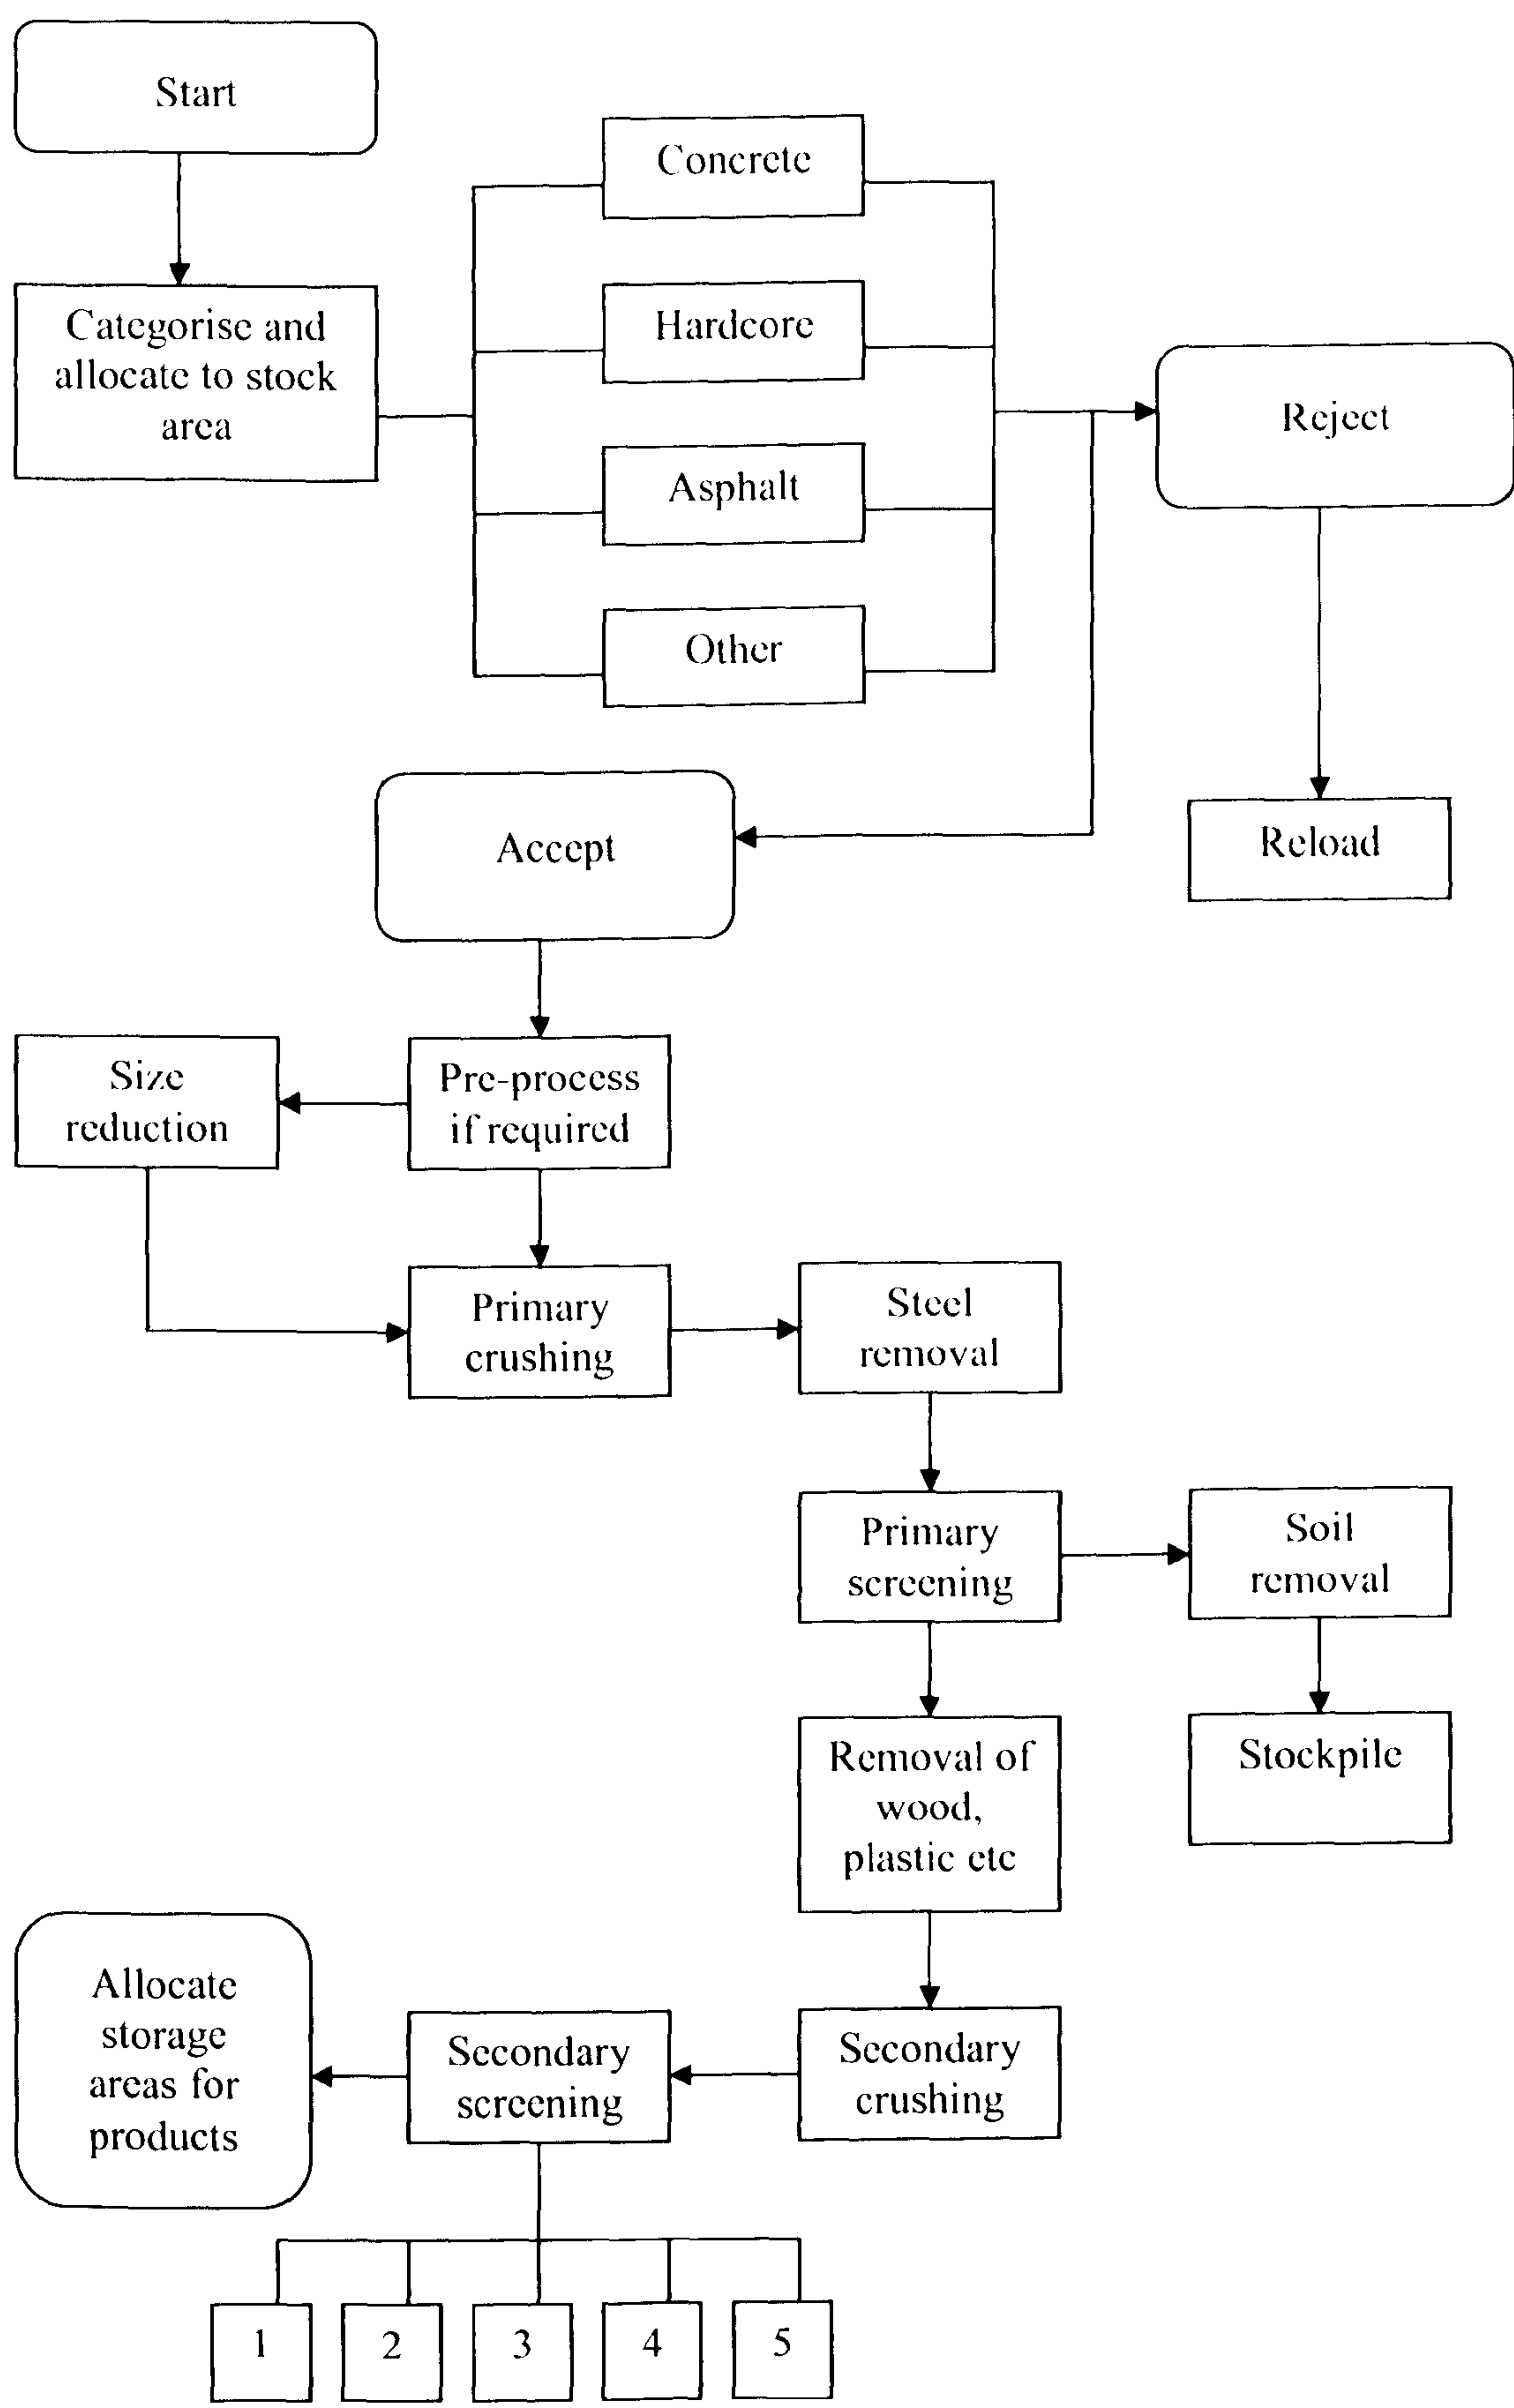 Start
Concrete
Categorise and
allocate to stock
area
Hardcore
Reject
Asphalt
Other
Accept
Reload
Size
reduction
Pre-process
if required
Primary
crushing
Steel
removal
Primary
screening
Soil
removal
Removal of
wood,
plastic etc
Stockpile
Allocate
storage
areas for
products
Secondary
screening
Secondary
crushing
1
2
3
4
5